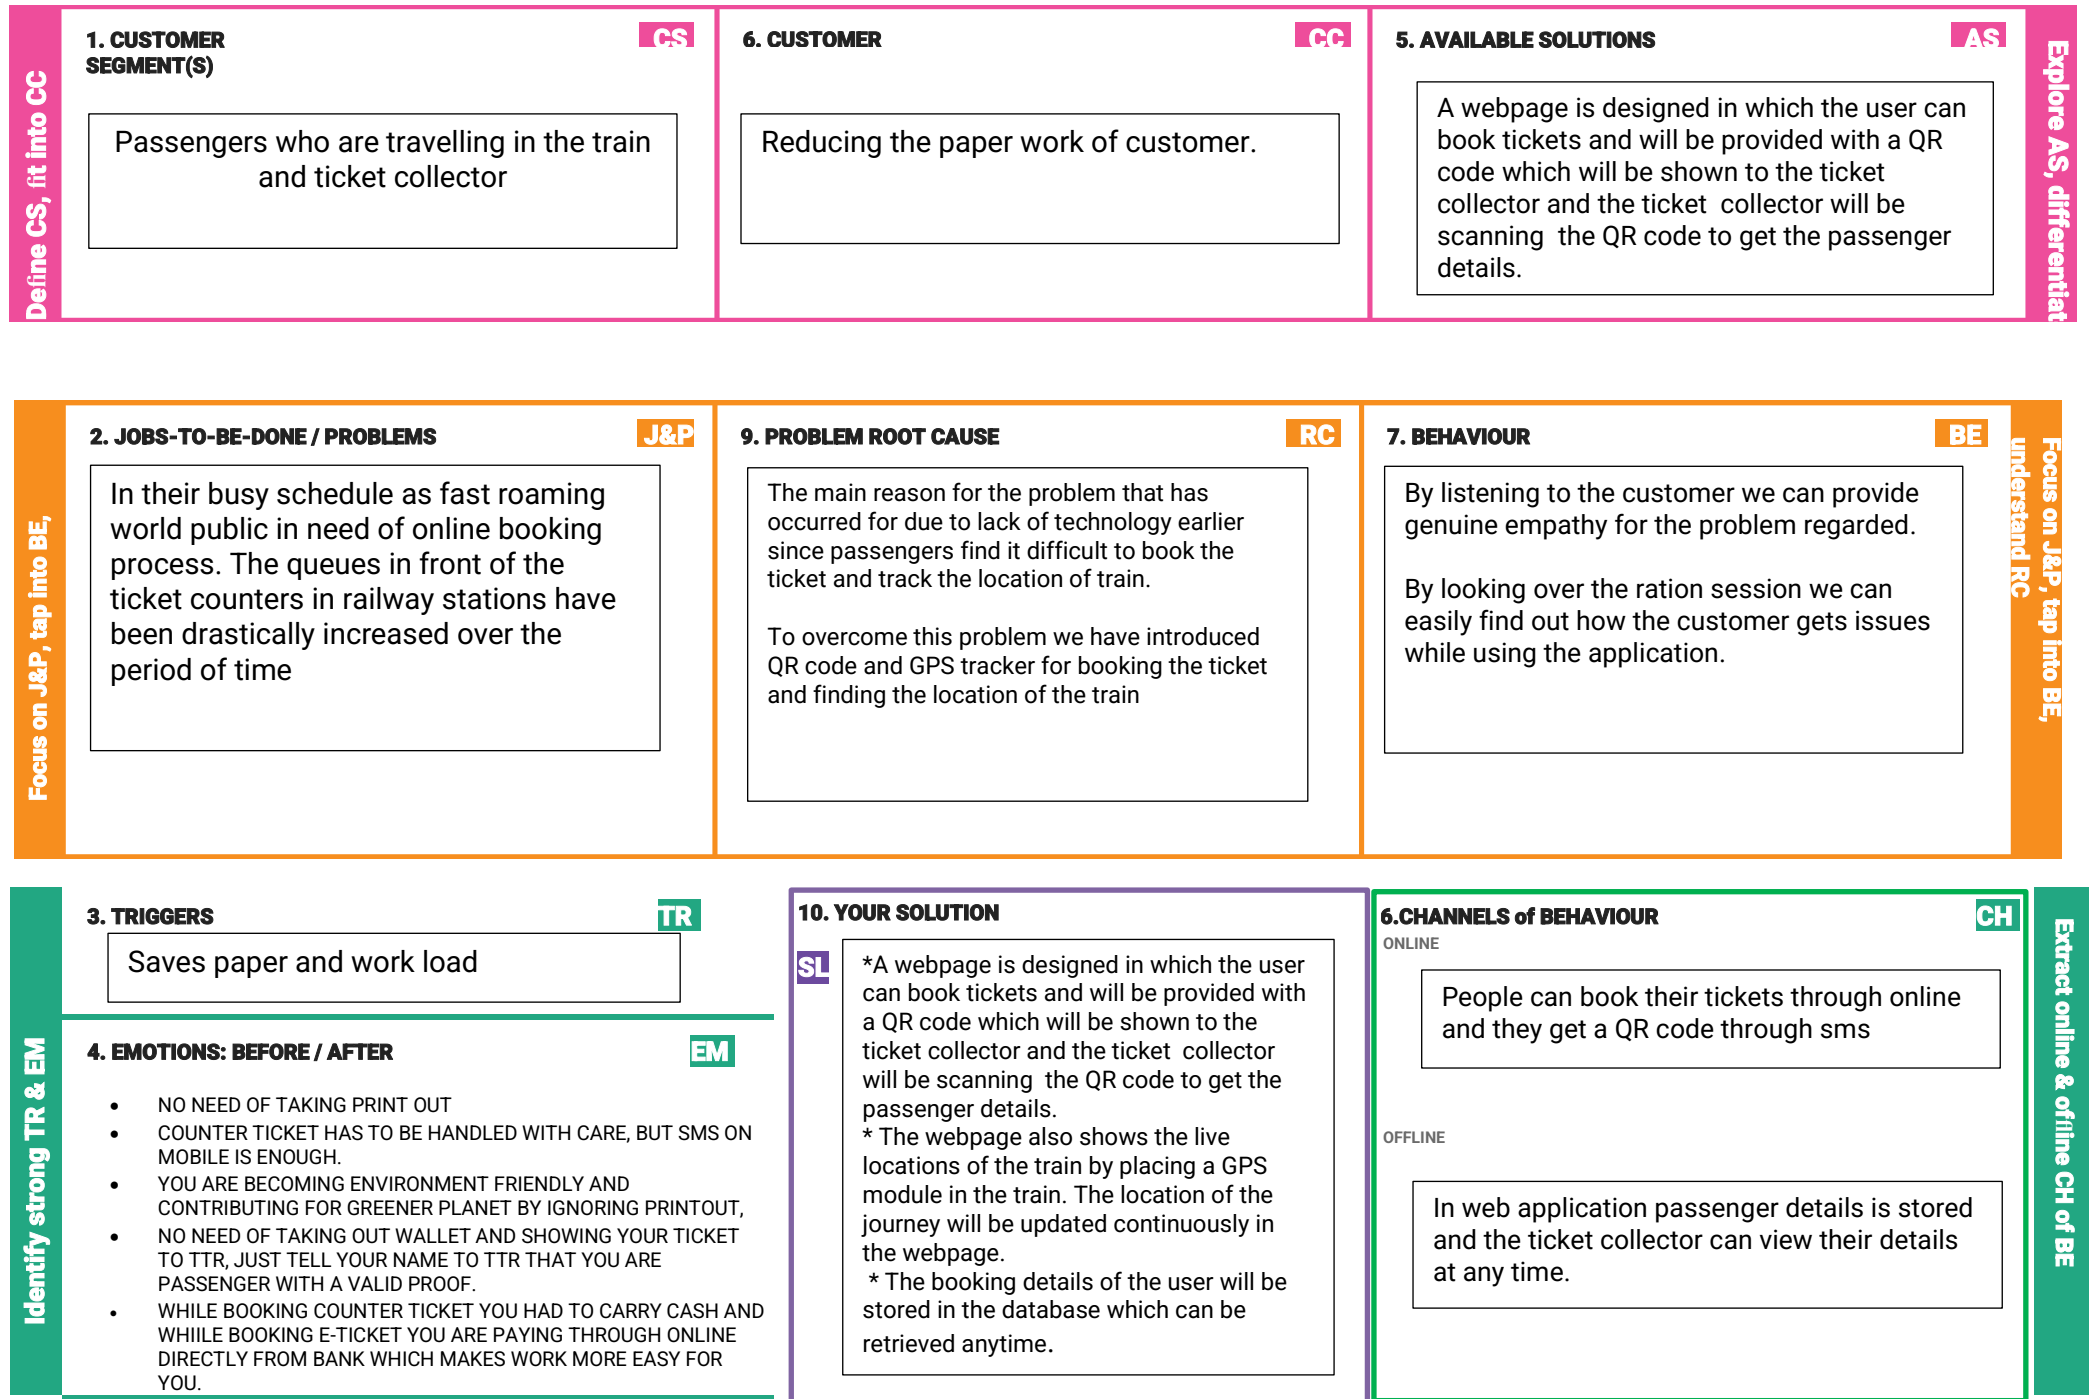 Define CS, fit into CC
1. CUSTOMER
SEGMENT(S)
CS
Passengers who are travelling in the train
and ticket collector
6. CUSTOMER
CC
Reducing the paper work of customer.
5. AVAILABLE SOLUTIONS
AS
A webpage is designed in which the user can
book tickets and will be provided with a QR
code which will be shown to the ticket
collector and the ticket collector will be
scanning the QR code to get the passenger
details.
Explore AS, differentiat
Focus on J&P, tap into BE,
2. JOBS-TO-BE-DONE / PROBLEMS
J&P
In their busy schedule as fast roaming
world public in need of online booking
process. The queues in front of the
ticket counters in railway stations have
been drastically increased over the
period of time
9. PROBLEM ROOT CAUSE
RC
The main reason for the problem that has
occurred for due to lack of technology earlier
since passengers find it difficult to book the
ticket and track the location of train.
To overcome this problem we have introduced
QR code and GPS tracker for booking the ticket
and finding the location of the train
7. BEHAVIOUR
BE
By listening to the customer we can provide
genuine empathy for the problem regarded.
By looking over the ration session we can
easily find out how the customer gets issues
while using the application.
Focus on J&P, tap into BE,
understand RC
Identify strong TR & EM
3. TRIGGERS
TR
Saves paper and work load
4. EMOTIONS: BEFORE / AFTER
EM
• NO NEED OF TAKING PRINT OUT
• COUNTER TICKET HAS TO BE HANDLED WITH CARE, BUT SMS ON
MOBILE IS ENOUGH.
• YOU ARE BECOMING ENVIRONMENT FRIENDLY AND
CONTRIBUTING FOR GREENER PLANET BY IGNORING PRINTOUT,
• NO NEED OF TAKING OUT WALLET AND SHOWING YOUR TICKET
TO TTR, JUST TELL YOUR NAME TO TTR THAT YOU ARE
PASSENGER WITH A VALID PROOF.
• WHILE BOOKING COUNTER TICKET YOU HAD TO CARRY CASH AND
WHIILE BOOKING E-TICKET YOU ARE PAYING THROUGH ONLINE
DIRECTLY FROM BANK WHICH MAKES WORK MORE EASY FOR
YOU.
10. YOUR SOLUTION
SL
*A webpage is designed in which the user
can book tickets and will be provided with
a QR code which will be shown to the
ticket collector and the ticket collector
will be scanning the QR code to get the
passenger details.
* The webpage also shows the live
locations of the train by placing a GPS
module in the train. The location of the
journey will be updated continuously in
the webpage.
* The booking details of the user will be
stored in the database which can be
retrieved anytime.
6.CHANNELS of BEHAVIOUR
CH
ONLINE
People can book their tickets through online
and they get a QR code through sms
OFFLINE
In web application passenger details is stored
and the ticket collector can view their details
at any time.
Extract online & offline CH of BE